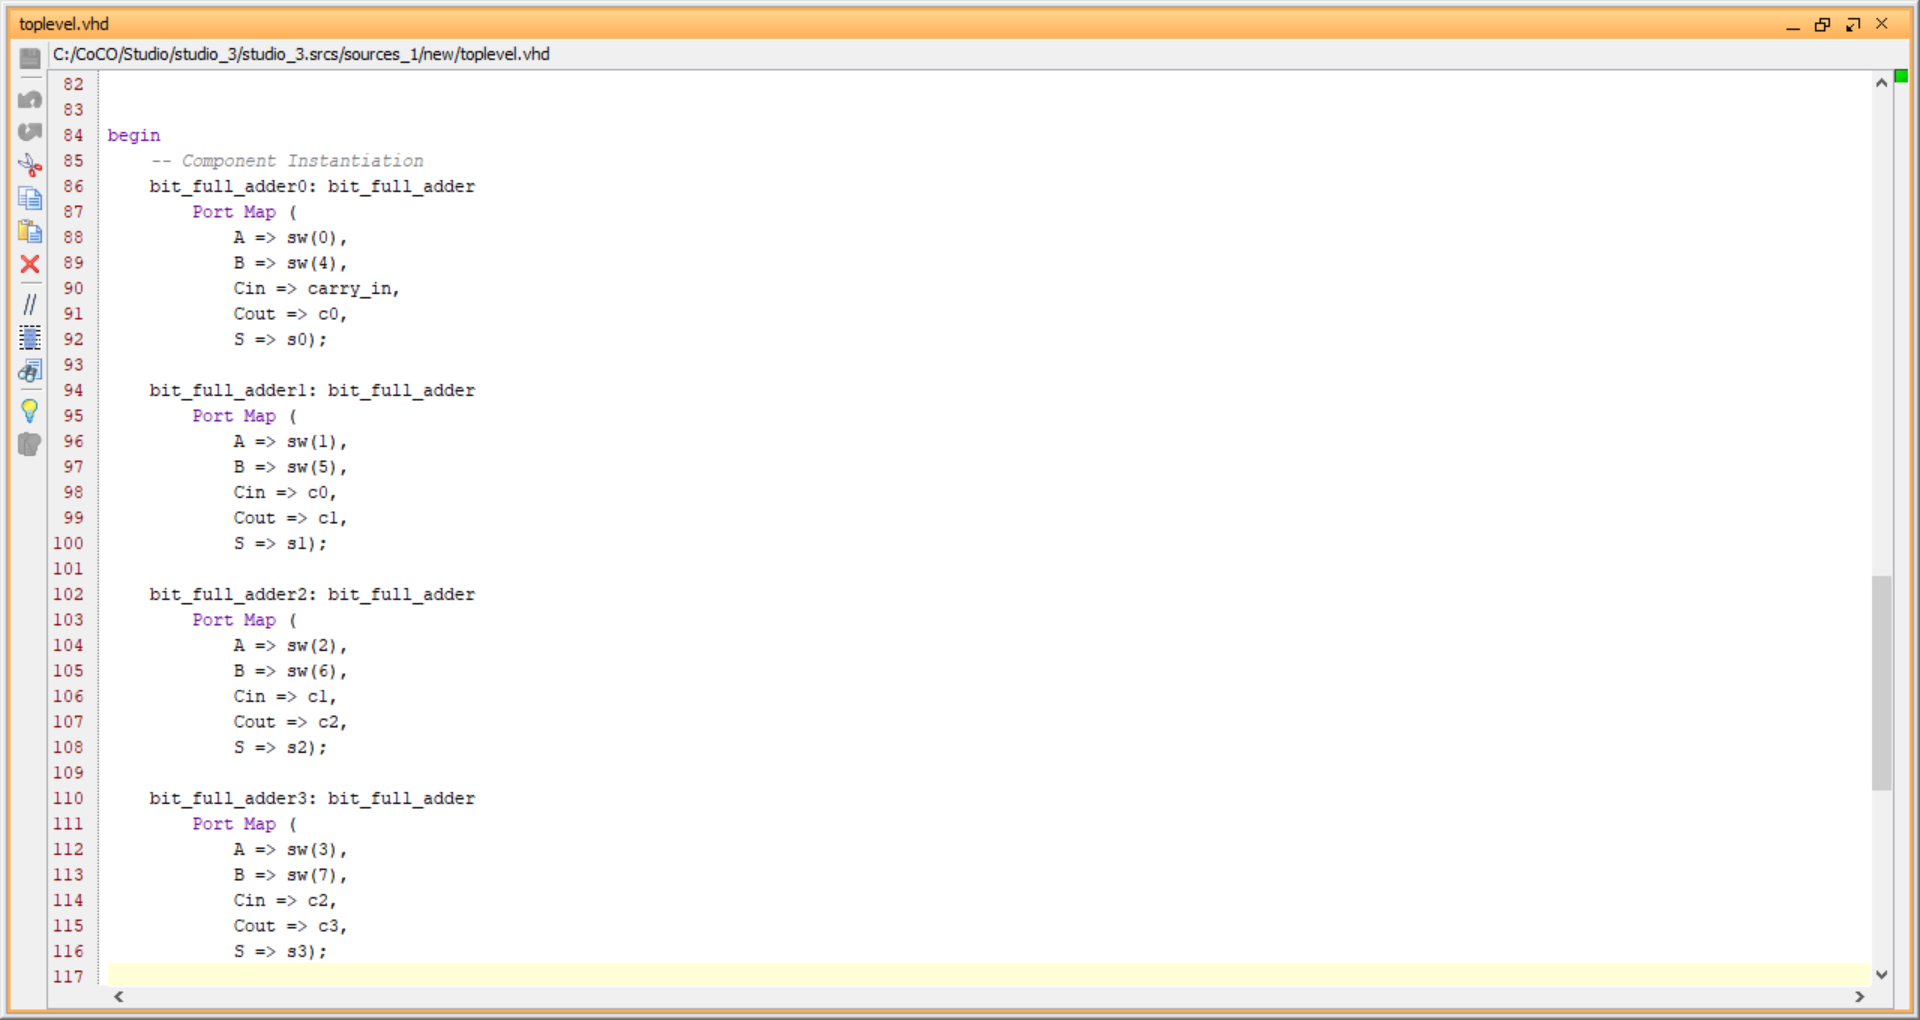 toplevel.vhd
C:/CoCO/Studio/studio_3/studio_3.srcs/sources_1/new/toplevel.vhd
82
83
84 begin
85 -- Component Instantiation
86 bit_full_adder0: bit_full_adder
87 Port Map (
88 A => sw(0),
89 B => sw(4),
90 Cin => carry_in,
91 Cout => c0,
92 S => s0);
93
94 bit_full_adder1: bit_full_adder
95 Port Map (
96 A => sw(1),
97 B => sw(5),
98 Cin => c0,
99 Cout => c1,
100 S => s1);
101
102 bit_full_adder2: bit_full_adder
103 Port Map (
104 A => sw(2),
105 B => sw(6),
106 Cin => c1,
107 Cout => c2,
108 S => s2);
109
110 bit_full_adder3: bit_full_adder
111 Port Map (
112 A => sw(3),
113 B => sw(7),
114 Cin => c2,
115 Cout => c3,
116 S => s3);
117